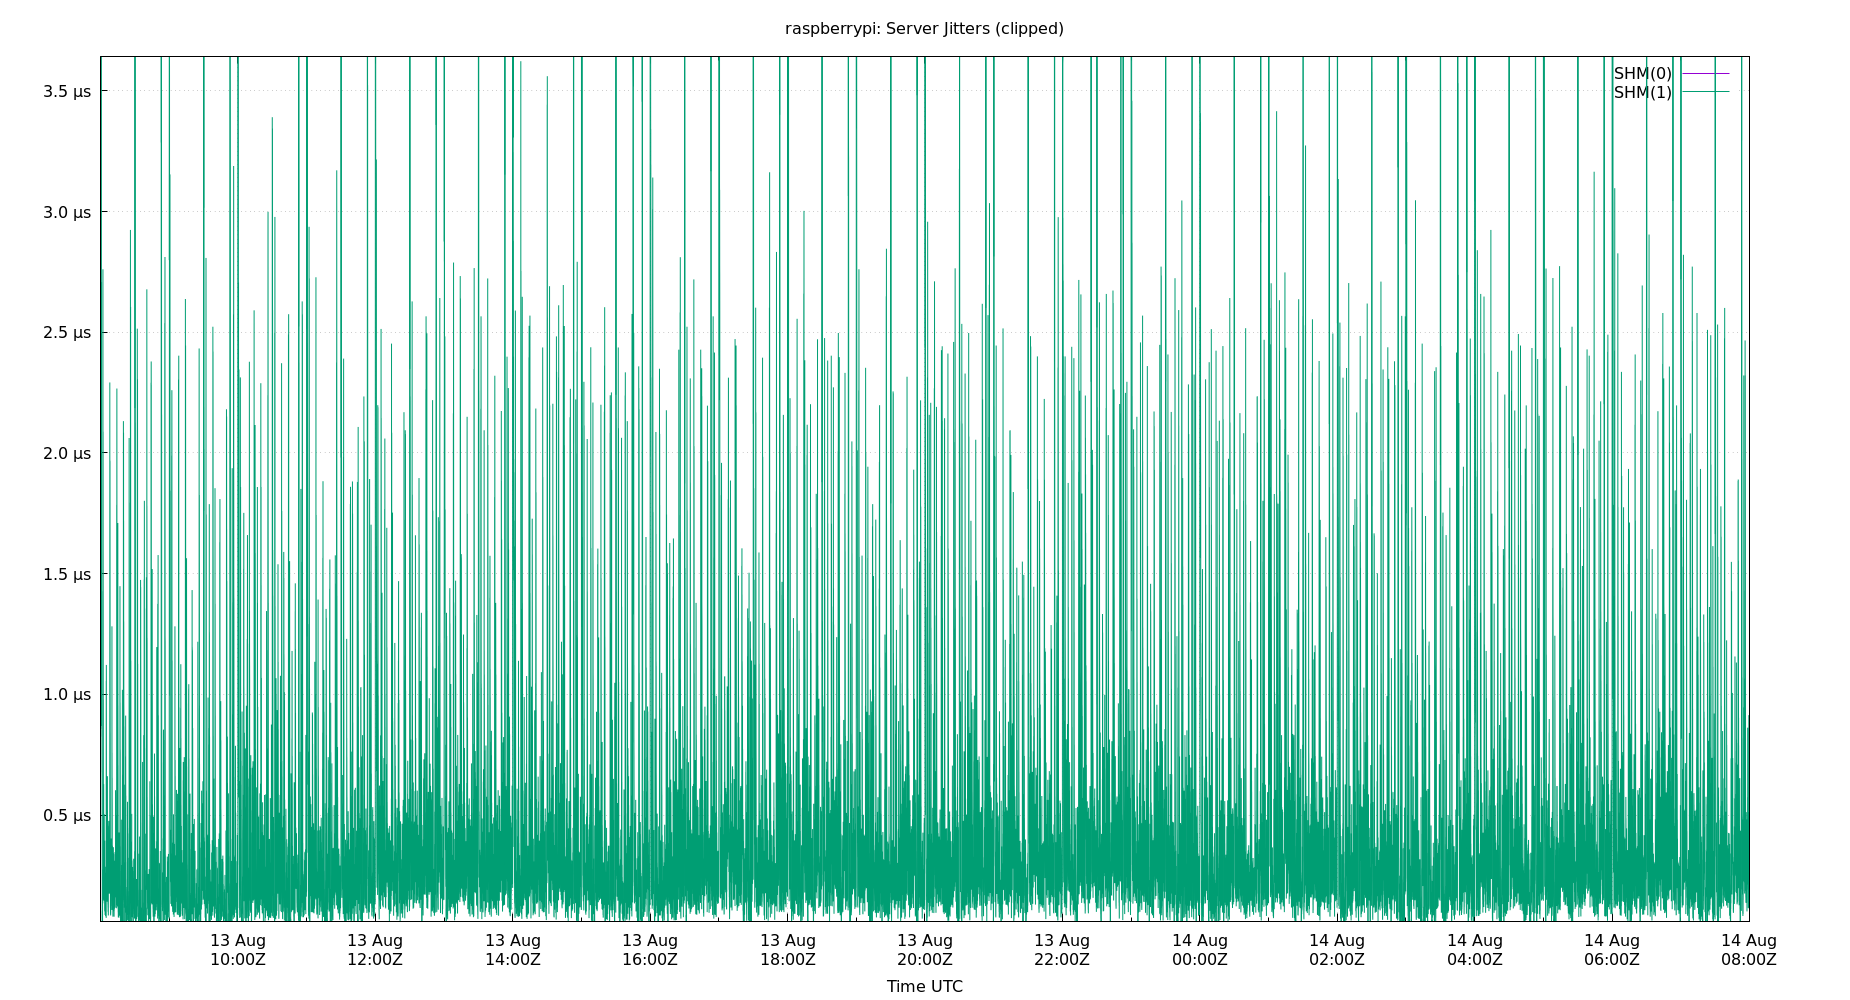 raspberrypi: Server Jitters (clipped)
SHM(0)
SHM(1)
3.5 µs
3.0 µs
2.5 µs
2.0 µs
1.5 µs
1.0 µs
0.5 µs
13 Aug 13 Aug 13 Aug 13 Aug 13 Aug 13 Aug 13 Aug 14 Aug 14 Aug 14 Aug 14 Aug 14 Aug
10:00Z 12:00Z 14:00Z 16:00Z 18:00Z 20:00Z 22:00Z 00:00Z 02:00Z 04:00Z 06:00Z 08:00Z
Time UTC